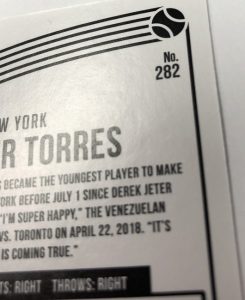 No.
282
W YORK
R TORRES
S BECAME THE YOUNGEST PLAYER TO MAKE
ORK BEFORE JULY 1 SINCE DEREK JETER
"I'M SUPER HAPPY," THE VENEZUELAN
VS. TORONTO ON APRIL 22, 2018. "IT'S
IS COMING TRUE."
TS: RIGHT THROWS: RIGHT